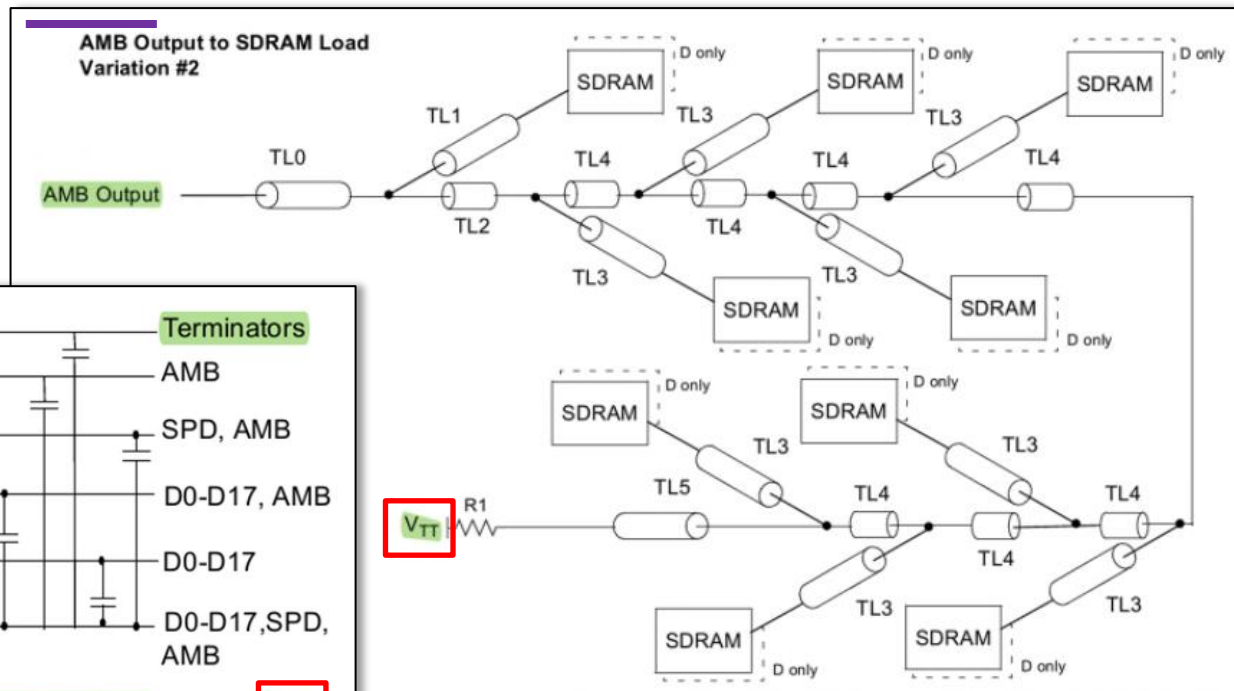 AMB Output to SDRAM Load
Variation #2
D only
SDRAM
D only
SDRAM
D only
SDRAM
TL1
TL3
TL3
TL0
TL4
TL4
TL4
AMB Output
TL2
TL4
TL3
TL3
SDRAM
D only
SDRAM
D only
Terminators
AMB
SPD, AMB
D0-D17, AMB
D0-D17
D0-D17,SPD,
AMB
D only
SDRAM
D only
SDRAM
TL3
TL3
TL5
TL4
TL4
VTT
R1
TL4
TL3
TL3
SDRAM
D only
SDRAM
D only